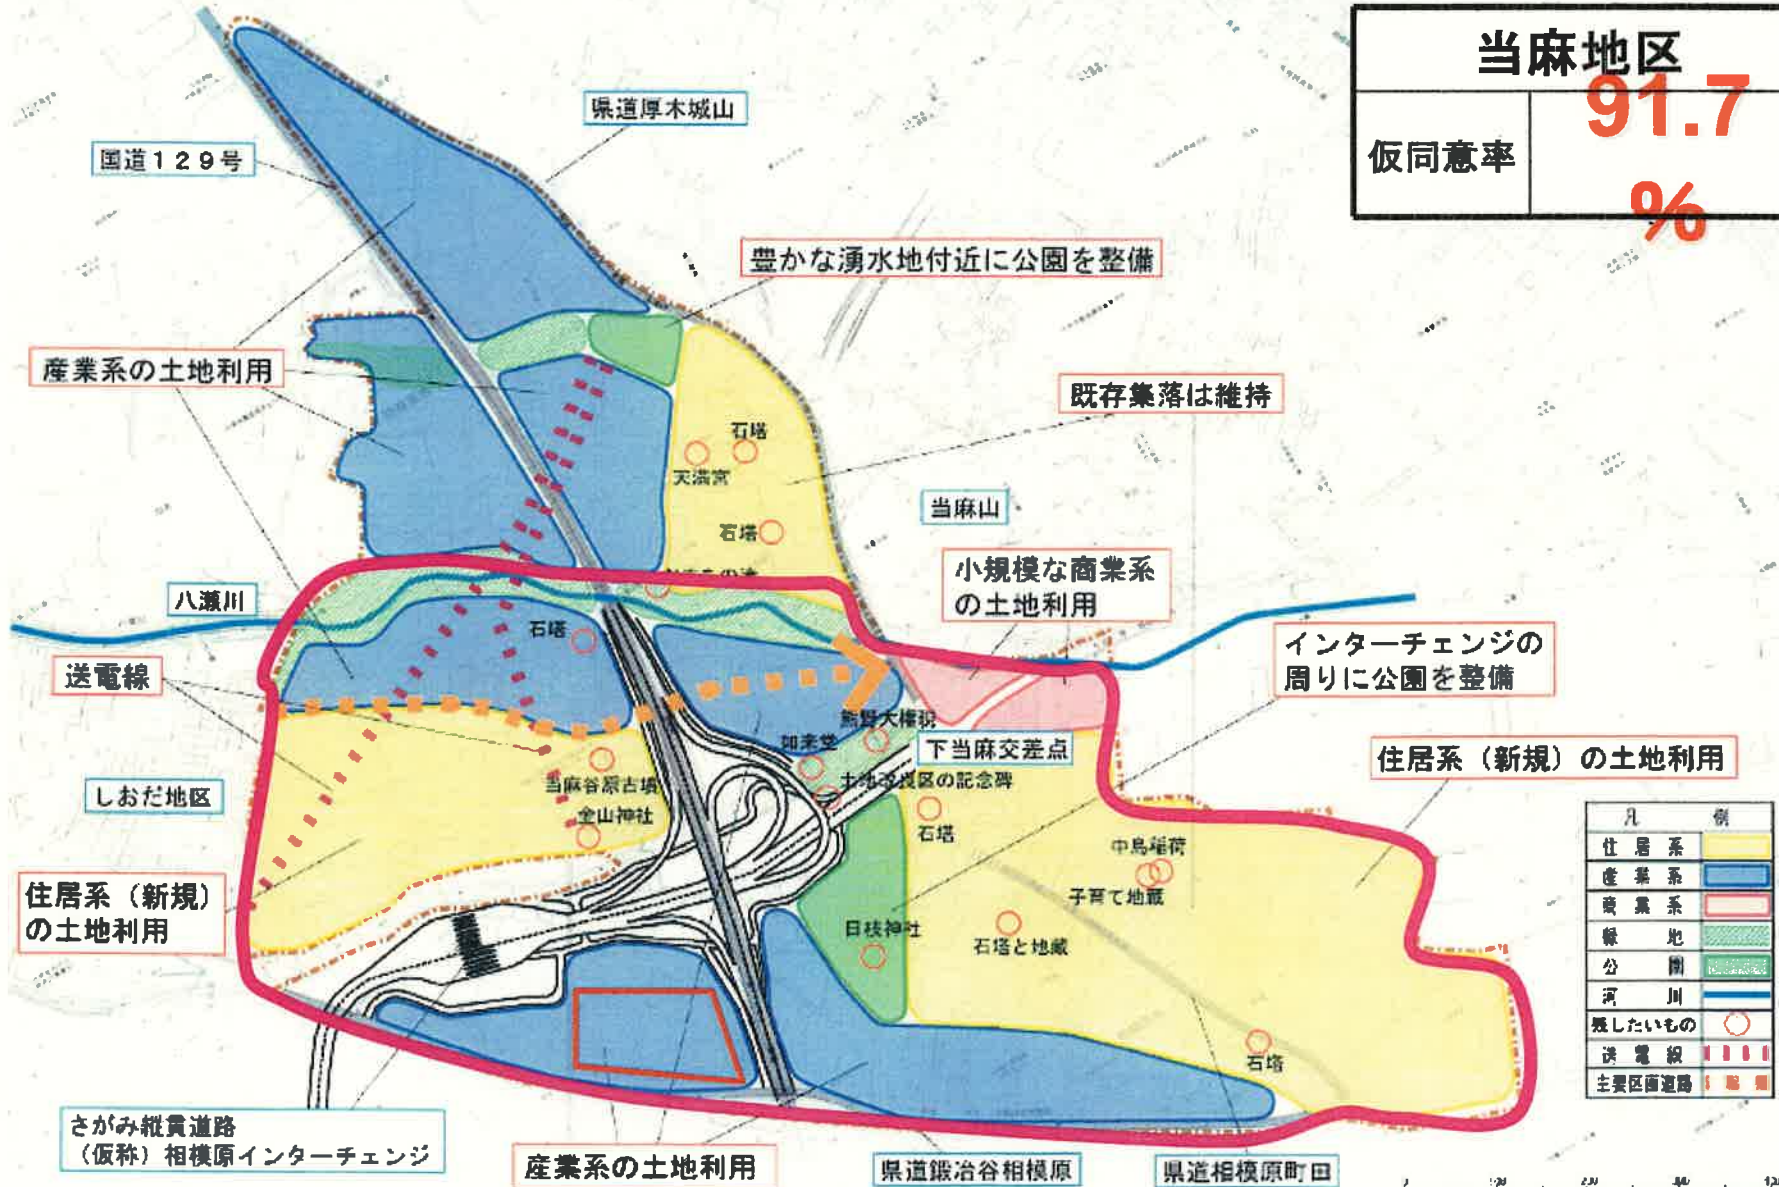 当麻地区
仮同意率
91.7
%
県道厚木城山
国道129号
豊かな湧水地付近に公園を整備
産業系の土地利用
既存集落は維持
石塔
天満宮
石塔
当麻山
小規模な商業系
の土地利用
八瀬川
石塔
インターチェンジの
周りに公園を整備
送電線
熊野大権現
如来堂
下当麻交差点
住居系(新規)の土地利用
しおだ地区
当麻谷原古墳
土地改良区の記念碑
金山神社
石塔
中島稲荷
子育て地蔵
住居系(新規)
の土地利用
日枝神社
石塔と地蔵
石塔
凡例
住居系
産業系
商業系
緑地
公園
河川
残したいもの
送電線
主要区画道路
さがみ縦貫道路
(仮称)相模原インターチェンジ
産業系の土地利用
県道鍛冶谷相模原
県道相模原町田